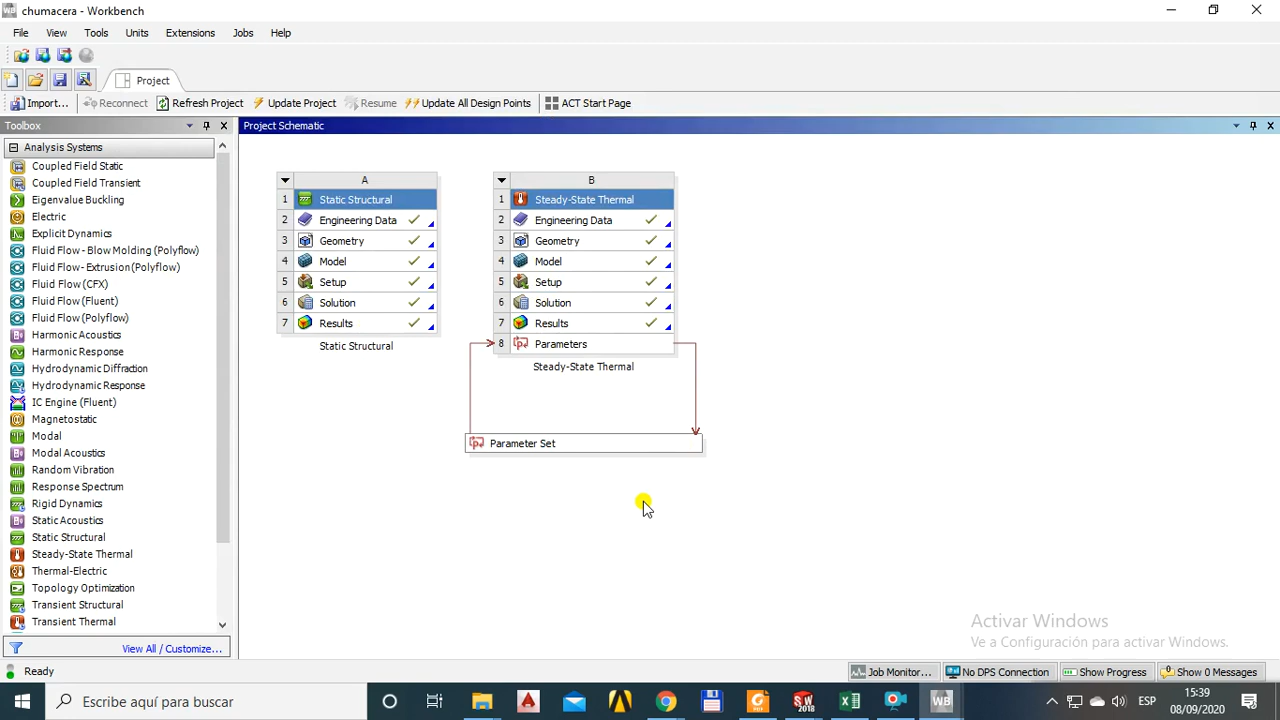 chumacera - Workbench
File View Tools Units Extensions Jobs Help
Project
Import... Reconnect Refresh Project Update Project Resume Update All Design Points ACT Start Page
Toolbox
Analysis Systems
Coupled Field Static
Coupled Field Transient
Eigenvalue Buckling
Electric
Explicit Dynamics
Fluid Flow - Blow Molding (Polyflow)
Fluid Flow- Extrusion (Polyflow)
Fluid Flow (CFX)
Fluid Flow (Fluent)
Fluid Flow (Polyflow)
Harmonic Acoustics
Harmonic Response
Hydrodynamic Diffraction
Hydrodynamic Response
IC Engine (Fluent)
Magnetostatic
Modal
Modal Acoustics
Random Vibration
Response Spectrum
Rigid Dynamics
Static Acoustics
Static Structural
Steady-State Thermal
Thermal-Electric
Topology Optimization
Transient Structural
Transient Thermal
View All / Customize...
Project Schematic
A
1 Static Structural
2 Engineering Data
3 Geometry
4 Model
5 Setup
6 Solution
7 Results
Static Structural
B
1 Steady-State Thermal
2 Engineering Data
3 Geometry
4 Model
5 Setup
6 Solution
7 Results
8 Parameters
Steady-State Thermal
Parameter Set
Activar Windows
Ve a Configuración para activar Windows.
Ready
Job Monitor... No DPS Connection Show Progress Show 0 Messages
Escribe aquí para buscar
ESP
15:39
08/09/2020